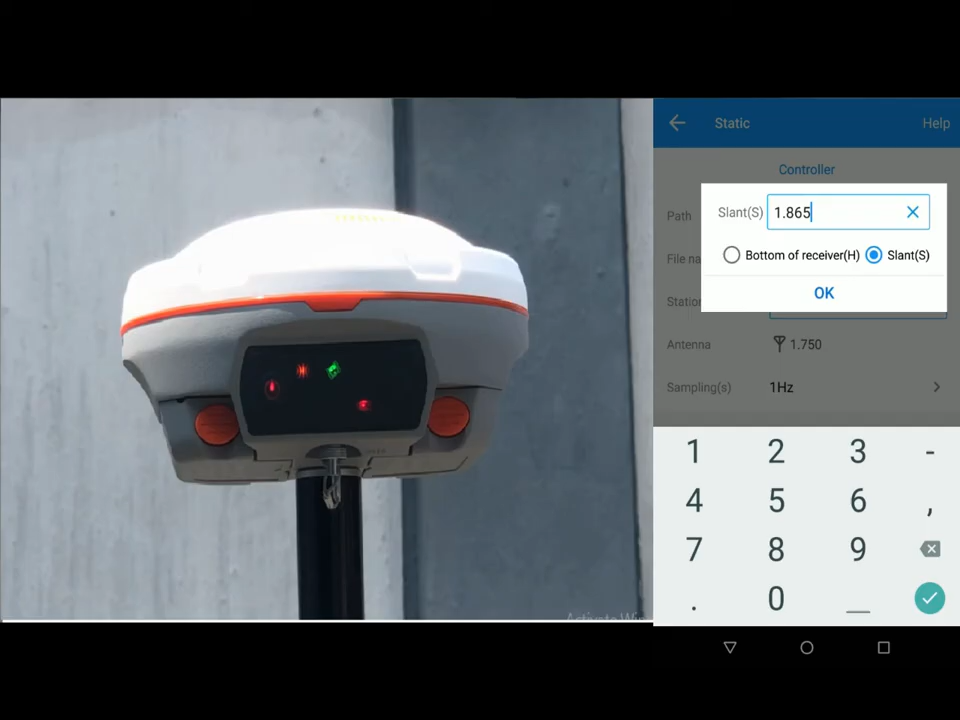 Static
Help
Controller
Path
Slant(S) 1.865
File na
Bottom of receiver(H) Slant(S)
OK
Station
Antenna 1.750
Sampling(s) 1Hz
1 2 3 -
4 5 6 ,
7 8 9
. 0 _